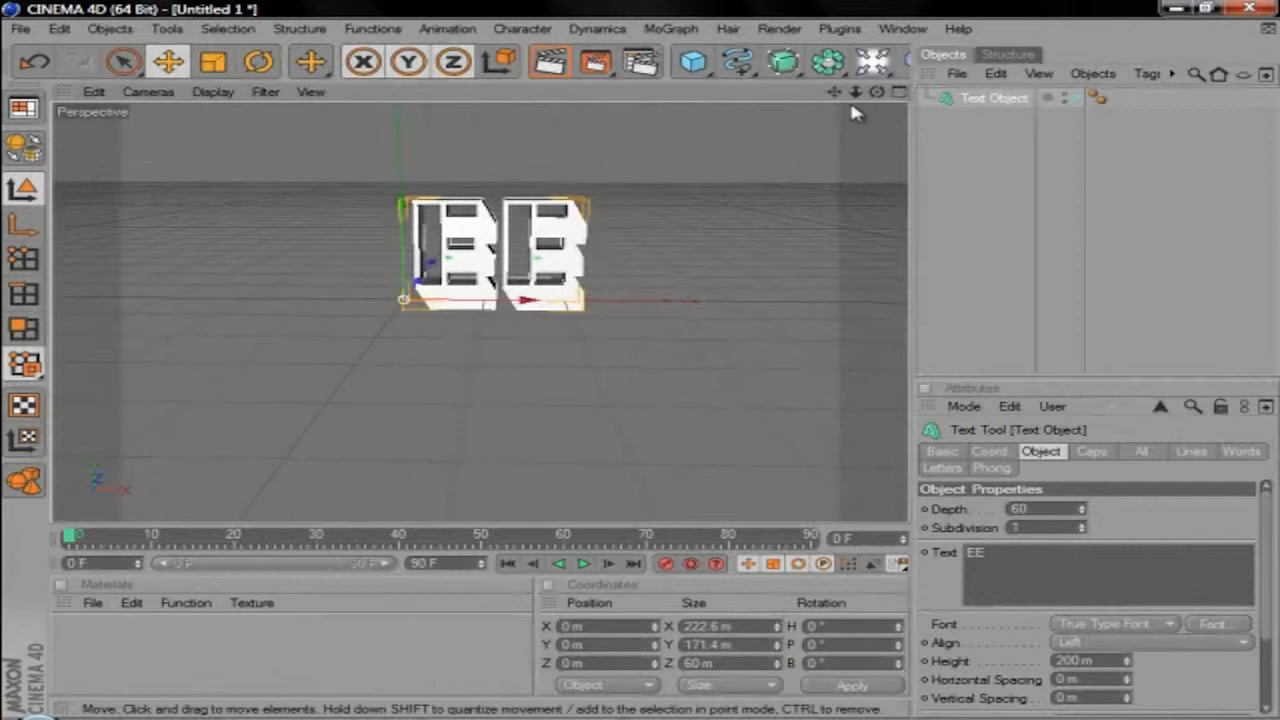 CINEMA 4D (64 Bit) - [Untitled 1 *]
File Edit Objects Tools Selection Structure Functions Animation Character Dynamics MoGraph Hair Render Plugins Window Help
X Y Z
Objects Structure
File Edit View Objects Tags
Text Object
Edit Cameras Display Filter View
Perspective
Attributes
Mode Edit User
Text Tool [Text Object]
Basic Coord. Object Caps All Lines Words
Letters Phong
Object Properties
Depth 60
Subdivision 1
Text EE
Font True Type Font Font...
Align Left
Height 200 m
Horizontal Spacing 0 m
Vertical Spacing 0 m
0 10 20 30 40 50 60 70 80 90 0 F
0 F 0 F 90 F 90 F
Materials
File Edit Function Texture
Coordinates
Position Size Rotation
X 0 m X 222.6 m H 0 °
Y 0 m Y 171.4 m P 0 °
Z 0 m Z 60 m B 0 °
Object Size Apply
MAXON
CINEMA 4D
Move. Click and drag to move elements. Hold down SHIFT to quantize movement / add to the selection in point mode, CTRL to remove.